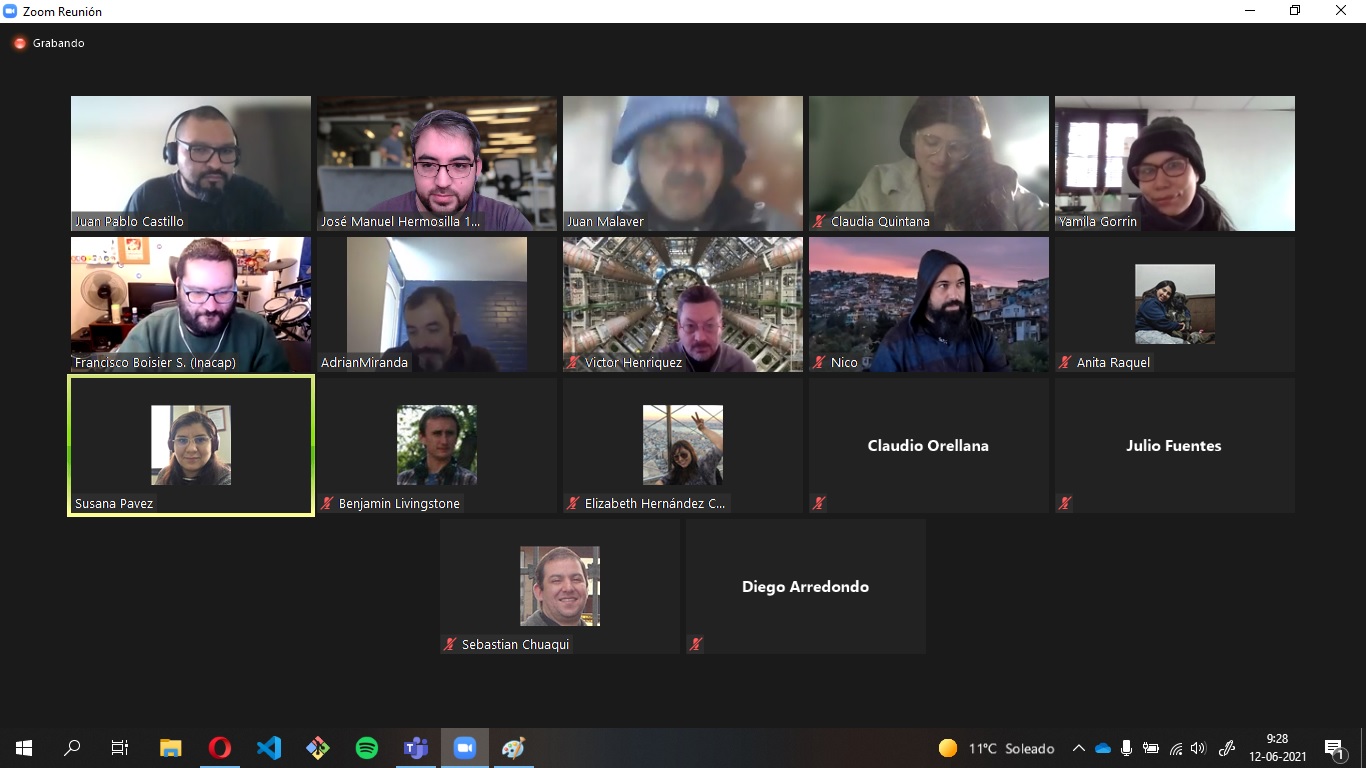 Zoom Reunión
Grabando
Juan Pablo Castillo
José Manuel Hermosilla 1...
Juan Malaver
Claudia Quintana
Yamila Gorrin
Francisco Boisier S. (Inacap)
AdrianMiranda
Victor Henriquez
Nico
Anita Raquel
Susana Pavez
Benjamin Livingstone
Elizabeth Hernández C...
Claudio Orellana
Julio Fuentes
Sebastian Chuaqui
Diego Arredondo
11°C Soleado
9:28
12-06-2021
1